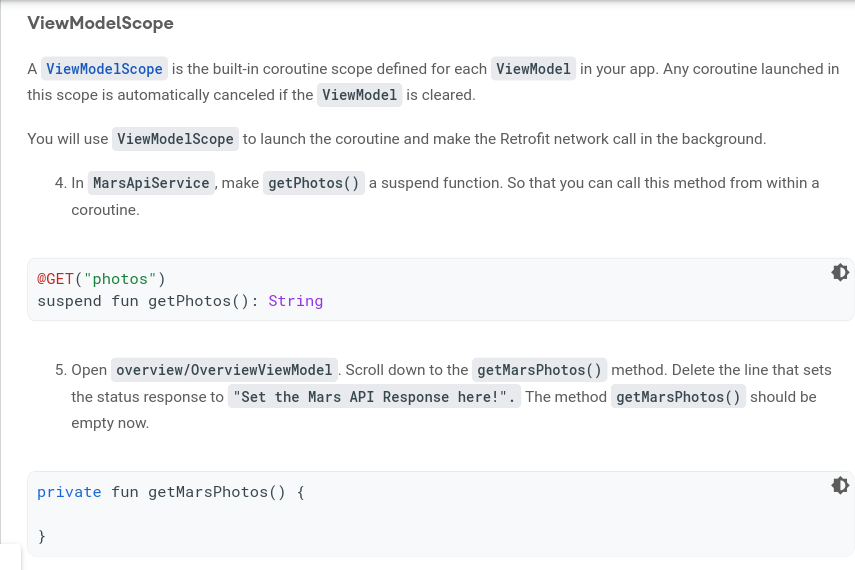 ViewModelScope
A ViewModelScope is the built-in coroutine scope defined for each ViewModel in your app. Any coroutine launched in
this scope is automatically canceled if the ViewModel is cleared.
You will use ViewModelScope to launch the coroutine and make the Retrofit network call in the background.
4. In MarsApiService, make getPhotos() a suspend function. So that you can call this method from within a
coroutine.
@GET("photos")
suspend fun getPhotos(): String
5. Open overview/OverviewViewModel. Scroll down to the getMarsPhotos() method. Delete the line that sets
the status response to "Set the Mars API Response here!". The method getMarsPhotos() should be
empty now.
private fun getMarsPhotos() {
}